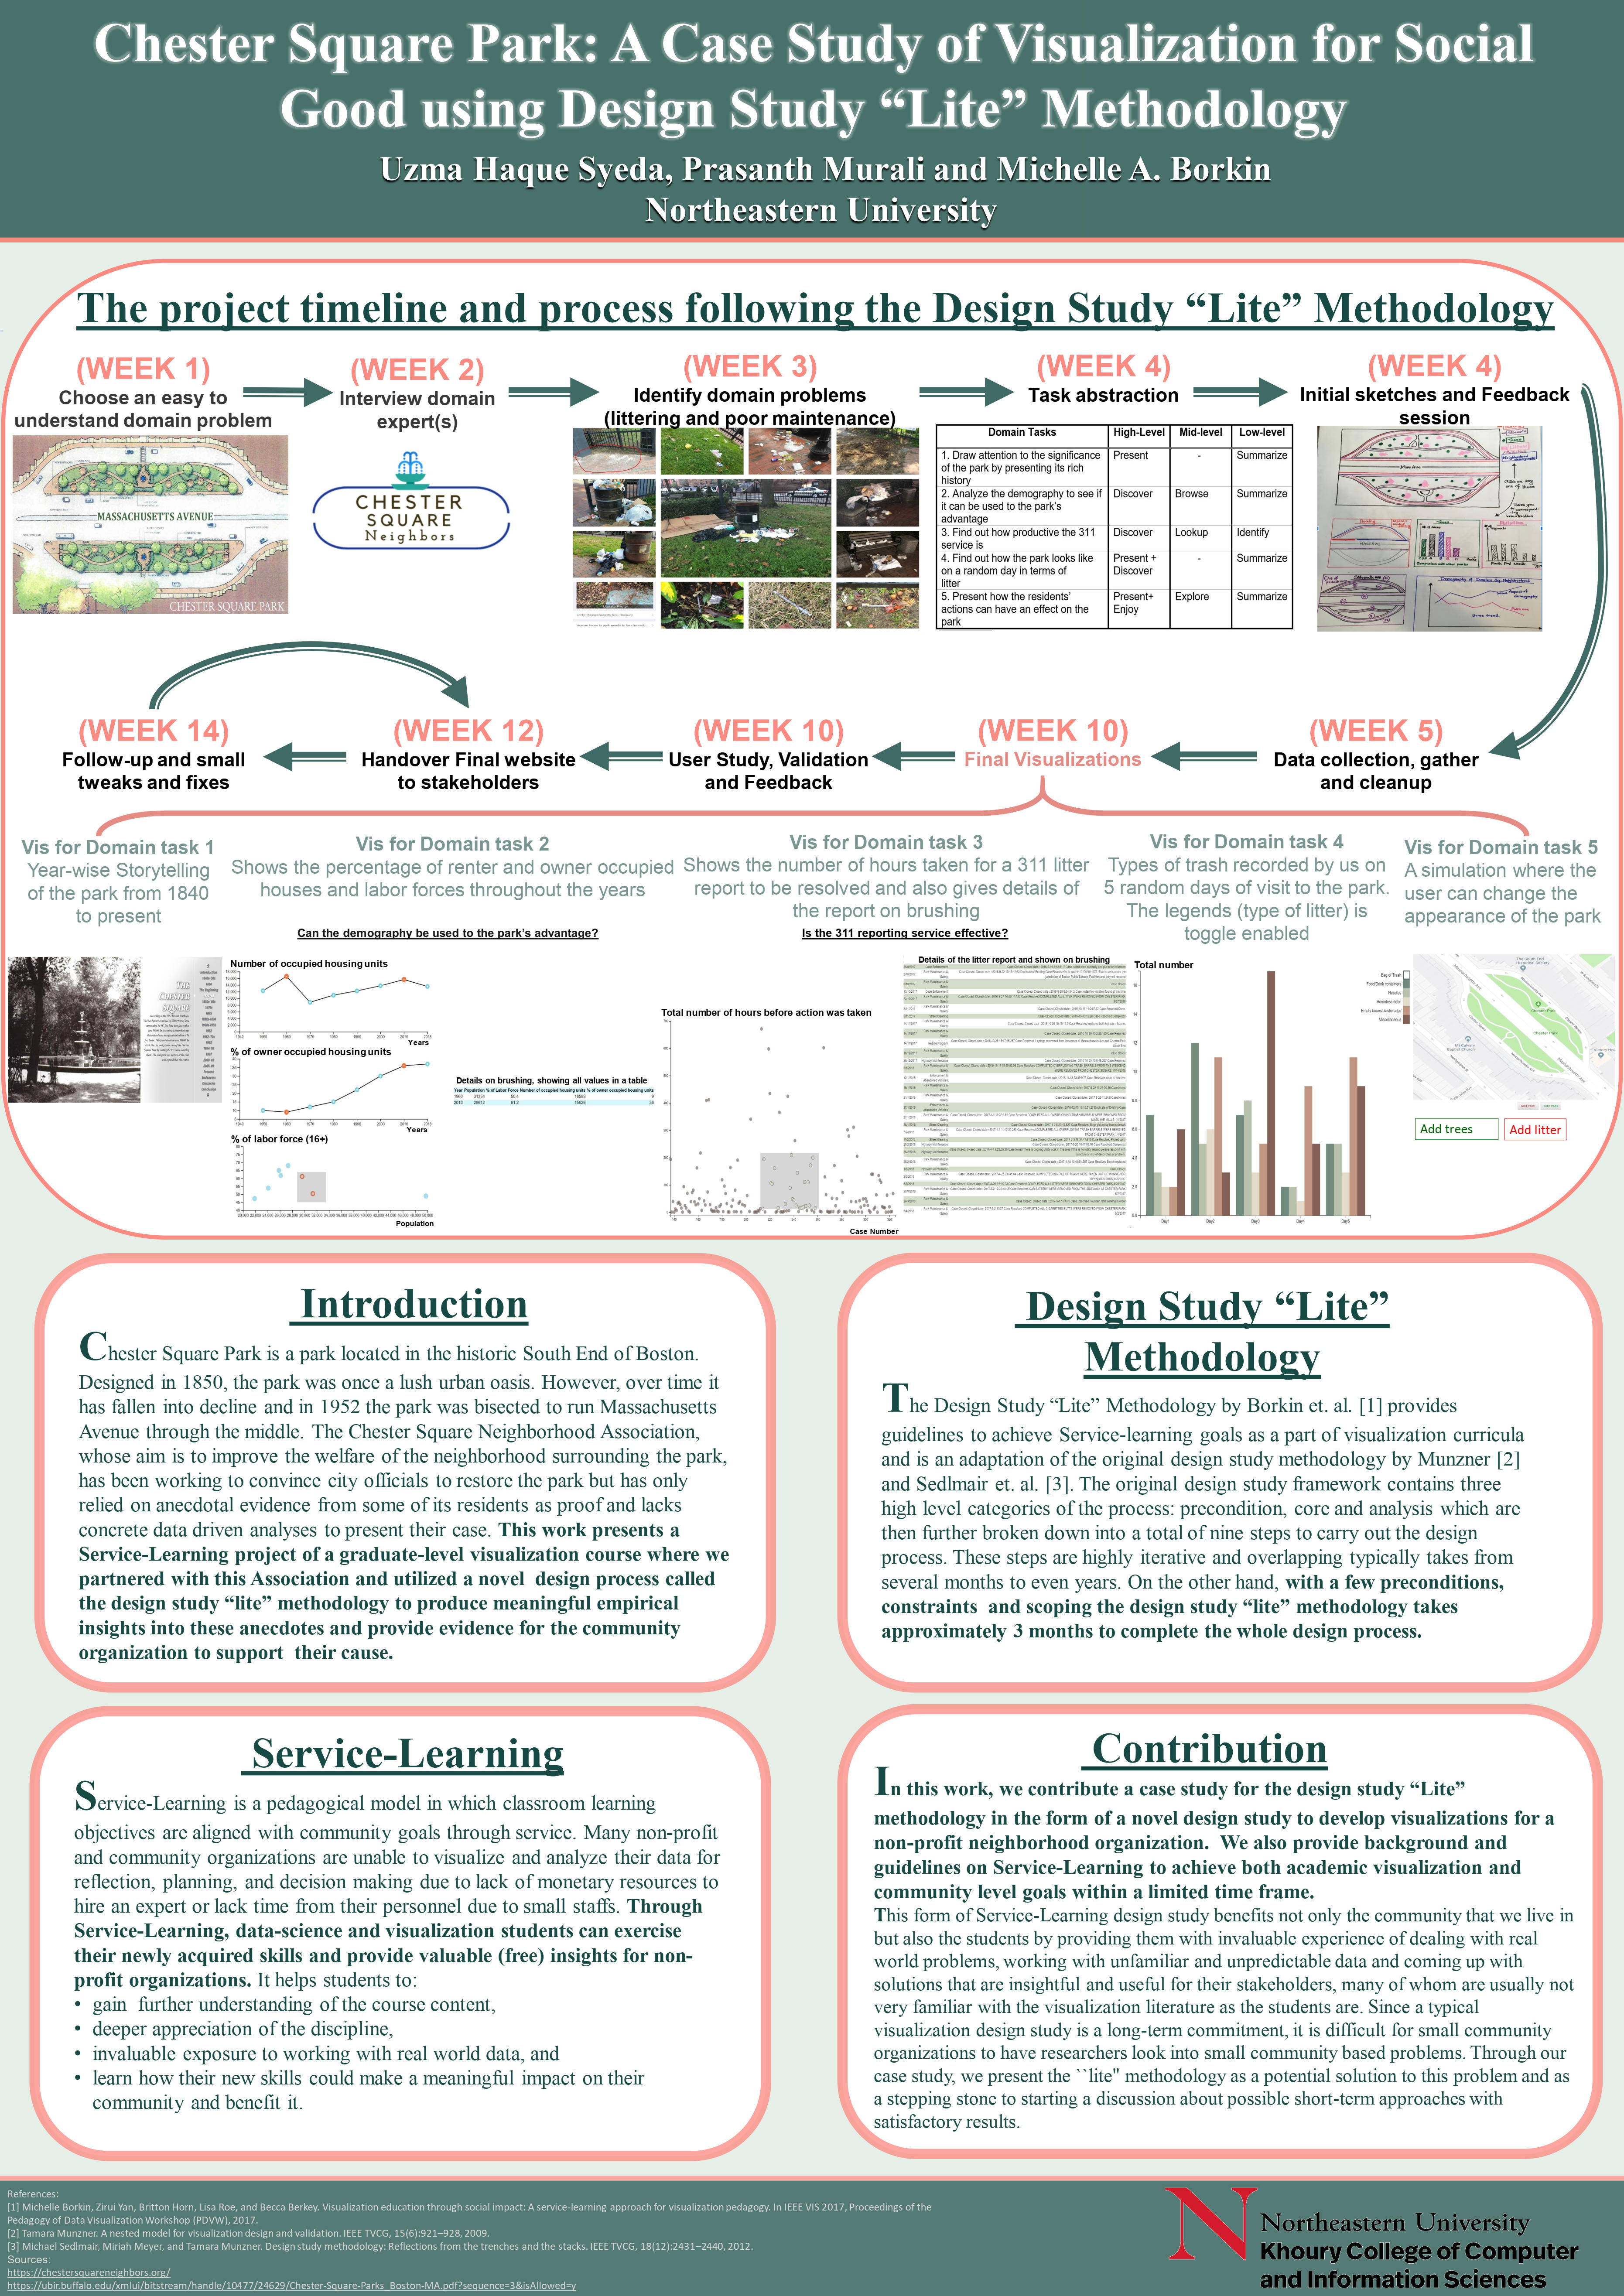 Chester Square Park: A Case Study of Visualization for Social
Good using Design Study “Lite” Methodology
Uzma Haque Syeda, Prasanth Murali and Michelle A. Borkin
Northeastern University
The project timeline and process following the Design Study “Lite” Methodology
(WEEK 1)
Choose an easy to
understand domain problem
MASSACHUSETTS AVENUE
CHESTER SQUARE PARK
(WEEK 2)
Interview domain
expert(s)
CHESTER
SQUARE
Neighbors
(WEEK 3)
Identify domain problems
(littering and poor maintenance)
(WEEK 4)
Task abstraction
Domain Tasks High-Level Mid-level Low-level
1. Draw attention to the significance Present - Summarize
of the park by presenting its rich
history
2. Analyze the demography to see if Discover Browse Summarize
it can be used to the park’s
advantage
3. Find out how productive the 311 Discover Lookup Identify
service is
4. Find out how the park looks like Present + - Summarize
on a random day in terms of Discover
litter
5. Present how the residents’ Present+ Explore Summarize
actions can have an effect on the Enjoy
park
(WEEK 4)
Initial sketches and Feedback
session
(WEEK 14)
Follow-up and small
tweaks and fixes
(WEEK 12)
Handover Final website
to stakeholders
(WEEK 10)
User Study, Validation
and Feedback
(WEEK 10)
Final Visualizations
(WEEK 5)
Data collection, gather
and cleanup
Vis for Domain task 1
Year-wise Storytelling
of the park from 1840
to present
THE
CHESTER
SQUARE
Vis for Domain task 2
Shows the percentage of renter and owner occupied
houses and labor forces throughout the years
Can the demography be used to the park’s advantage?
Number of occupied housing units
Years
% of owner occupied housing units
Years
% of labor force (16+)
Population
Details on brushing, showing all values in a table
Vis for Domain task 3
Shows the number of hours taken for a 311 litter
report to be resolved and also gives details of
the report on brushing
Is the 311 reporting service effective?
Total number of hours before action was taken
Case Number
Details of the litter report and shown on brushing
Vis for Domain task 4
Types of trash recorded by us on
5 random days of visit to the park.
The legends (type of litter) is
toggle enabled
Total number
Bag of Trash
Food/Drink containers
Needles
Homeless debri
Empty bowes/plastic bags
Miscellaneous
Day1 Day2 Day3 Day4 Day5
Vis for Domain task 5
A simulation where the
user can change the
appearance of the park
Add trees
Add litter
Introduction
Chester Square Park is a park located in the historic South End of Boston.
Designed in 1850, the park was once a lush urban oasis. However, over time it
has fallen into decline and in 1952 the park was bisected to run Massachusetts
Avenue through the middle. The Chester Square Neighborhood Association,
whose aim is to improve the welfare of the neighborhood surrounding the park,
has been working to convince city officials to restore the park but has only
relied on anecdotal evidence from some of its residents as proof and lacks
concrete data driven analyses to present their case. This work presents a
Service-Learning project of a graduate-level visualization course where we
partnered with this Association and utilized a novel design process called
the design study “lite” methodology to produce meaningful empirical
insights into these anecdotes and provide evidence for the community
organization to support their cause.
Design Study “Lite”
Methodology
The Design Study “Lite” Methodology by Borkin et. al. [1] provides
guidelines to achieve Service-learning goals as a part of visualization curricula
and is an adaptation of the original design study methodology by Munzner [2]
and Sedlmair et. al. [3]. The original design study framework contains three
high level categories of the process: precondition, core and analysis which are
then further broken down into a total of nine steps to carry out the design
process. These steps are highly iterative and overlapping typically takes from
several months to even years. On the other hand, with a few preconditions,
constraints and scoping the design study “lite” methodology takes
approximately 3 months to complete the whole design process.
Service-Learning
Service-Learning is a pedagogical model in which classroom learning
objectives are aligned with community goals through service. Many non-profit
and community organizations are unable to visualize and analyze their data for
reflection, planning, and decision making due to lack of monetary resources to
hire an expert or lack time from their personnel due to small staffs. Through
Service-Learning, data-science and visualization students can exercise
their newly acquired skills and provide valuable (free) insights for non-
profit organizations. It helps students to:
• gain further understanding of the course content,
• deeper appreciation of the discipline,
• invaluable exposure to working with real world data, and
• learn how their new skills could make a meaningful impact on their
community and benefit it.
Contribution
In this work, we contribute a case study for the design study “Lite”
methodology in the form of a novel design study to develop visualizations for a
non-profit neighborhood organization. We also provide background and
guidelines on Service-Learning to achieve both academic visualization and
community level goals within a limited time frame.
This form of Service-Learning design study benefits not only the community that we live in
but also the students by providing them with invaluable experience of dealing with real
world problems, working with unfamiliar and unpredictable data and coming up with
solutions that are insightful and useful for their stakeholders, many of whom are usually not
very familiar with the visualization literature as the students are. Since a typical
visualization design study is a long-term commitment, it is difficult for small community
organizations to have researchers look into small community based problems. Through our
case study, we present the ``lite" methodology as a potential solution to this problem and as
a stepping stone to starting a discussion about possible short-term approaches with
satisfactory results.
References:
[1] Michelle Borkin, Zirui Yan, Britton Horn, Lisa Roe, and Becca Berkey. Visualization education through social impact: A service-learning approach for visualization pedagogy. In IEEE VIS 2017, Proceedings of the
Pedagogy of Data Visualization Workshop (PDVW), 2017.
[2] Tamara Munzner. A nested model for visualization design and validation. IEEE TVCG, 15(6):921–928, 2009.
[3] Michael Sedlmair, Miriah Meyer, and Tamara Munzner. Design study methodology: Reflections from the trenches and the stacks. IEEE TVCG, 18(12):2431–2440, 2012.
Sources:
https://chestersquareneighbors.org/
https://ubir.buffalo.edu/xmlui/bitstream/handle/10477/24629/Chester-Square-Parks_Boston-MA.pdf?sequence=3&isAllowed=y
N
Northeastern University
Khoury College of Computer
and Information Sciences